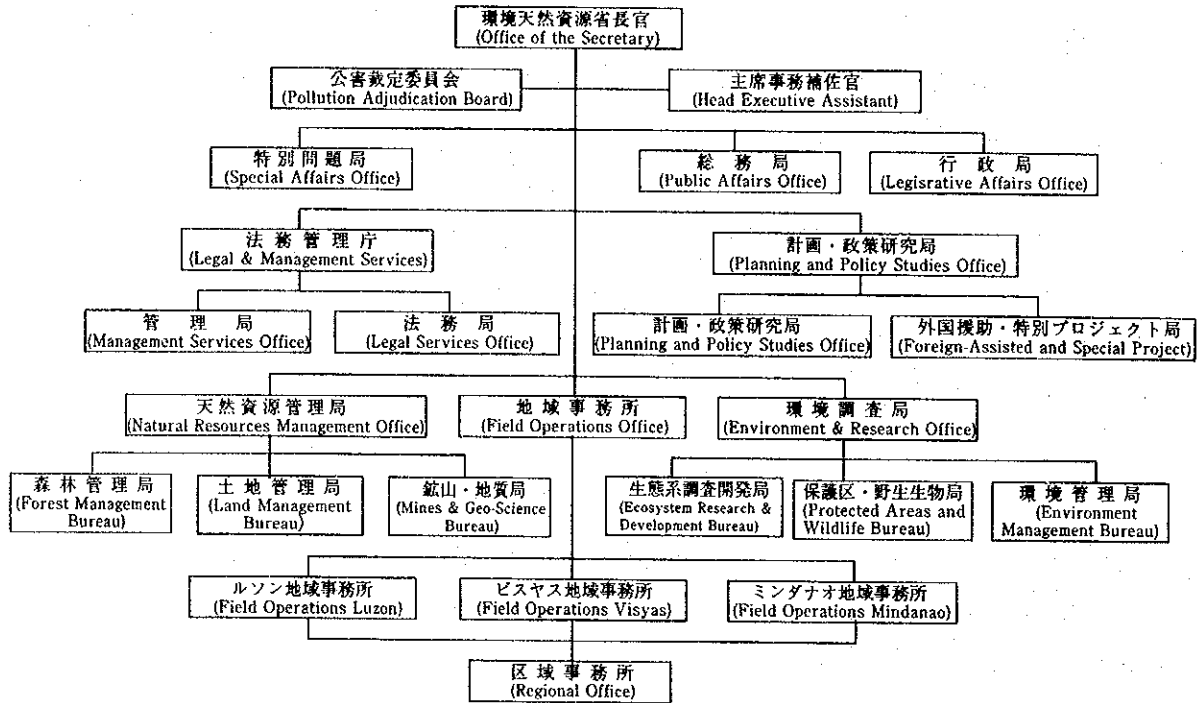 環境天然資源省長官
(Office of the Secretary)
公害裁定委員会
(Pollution Adjudication Board)
主席事務補佐官
(Head Executive Assistant)
特別問題局
(Special Affairs Office)
総務局
(Public Affairs Office)
行政局
(Legisrative Affairs Office)
法務管理庁
(Legal & Management Services)
計画・政策研究局
(Planning and Policy Studies Office)
管理局
(Management Services Office)
法務局
(Legal Services Office)
計画・政策研究局
(Planning and Policy Studies Office)
外国援助・特別プロジェクト局
(Foreign-Assisted and Special Project)
天然資源管理局
(Natural Resources Management Office)
地域事務所
(Field Operations
Office)
環境調査局
(Environment & Research Office)
森林管理局
(Forest Management
Bureau)
土地管理局
(Land Management
Bureau)
鉱山・地質局
(Mines & Geo-Science
Bureau)
生態系調査開発局
(Ecosystem Research &
Development Bureau)
保護区・野生生物局
(Protected Areas and
Wildlife Bureau)
環境管理局
(Environment
Management Bureau)
ルソン地域事務所
(Field Operations Luzon)
ビスヤス地域事務所
(Field Operations Visyas)
ミンダナオ地域事務所
(Field Operations Mindanao)
区域事務所
(Regional Office)